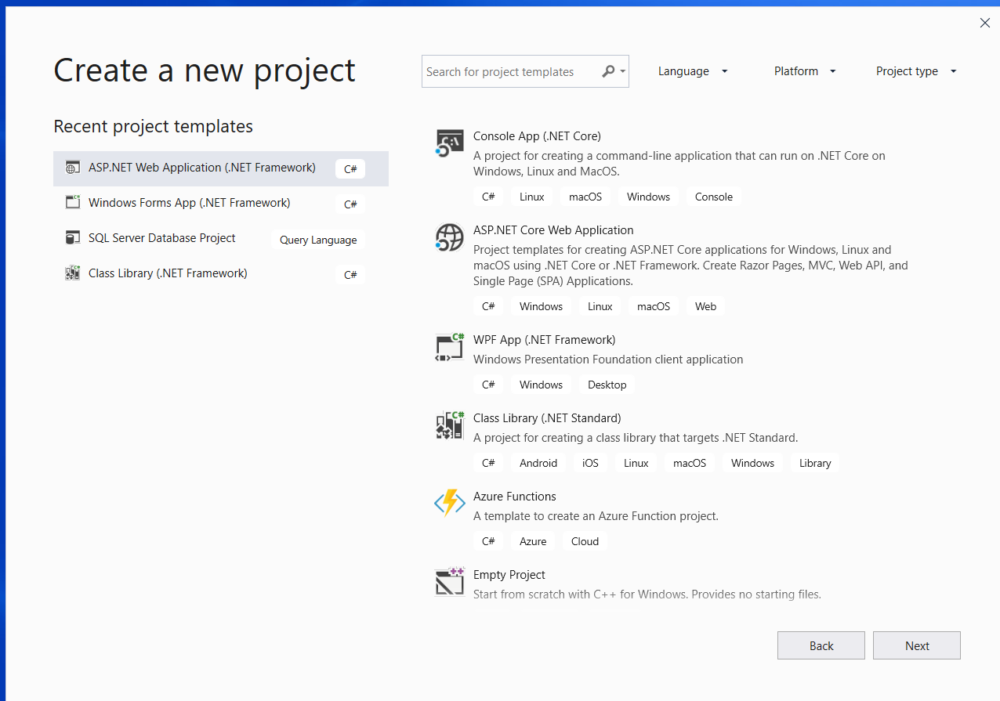 Create a new project
Search for project templates
Language
Platform
Project type
Recent project templates
ASP.NET Web Application (.NET Framework) C#
Windows Forms App (.NET Framework) C#
SQL Server Database Project Query Language
Class Library (.NET Framework) C#
Console App (.NET Core)
A project for creating a command-line application that can run on .NET Core on
Windows, Linux and MacOS.
C# Linux macOS Windows Console
ASP.NET Core Web Application
Project templates for creating ASP.NET Core applications for Windows, Linux and
macOS using .NET Core or .NET Framework. Create Razor Pages, MVC, Web API, and
Single Page (SPA) Applications.
C# Windows Linux macOS Web
C#
WPF App (.NET Framework)
Windows Presentation Foundation client application
C# Windows Desktop
C#
Class Library (.NET Standard)
A project for creating a class library that targets .NET Standard.
C# Android iOS Linux macOS Windows Library
Azure Functions
A template to create an Azure Function project.
C# Azure Cloud
++
Empty Project
Start from scratch with C++ for Windows. Provides no starting files.
Back Next